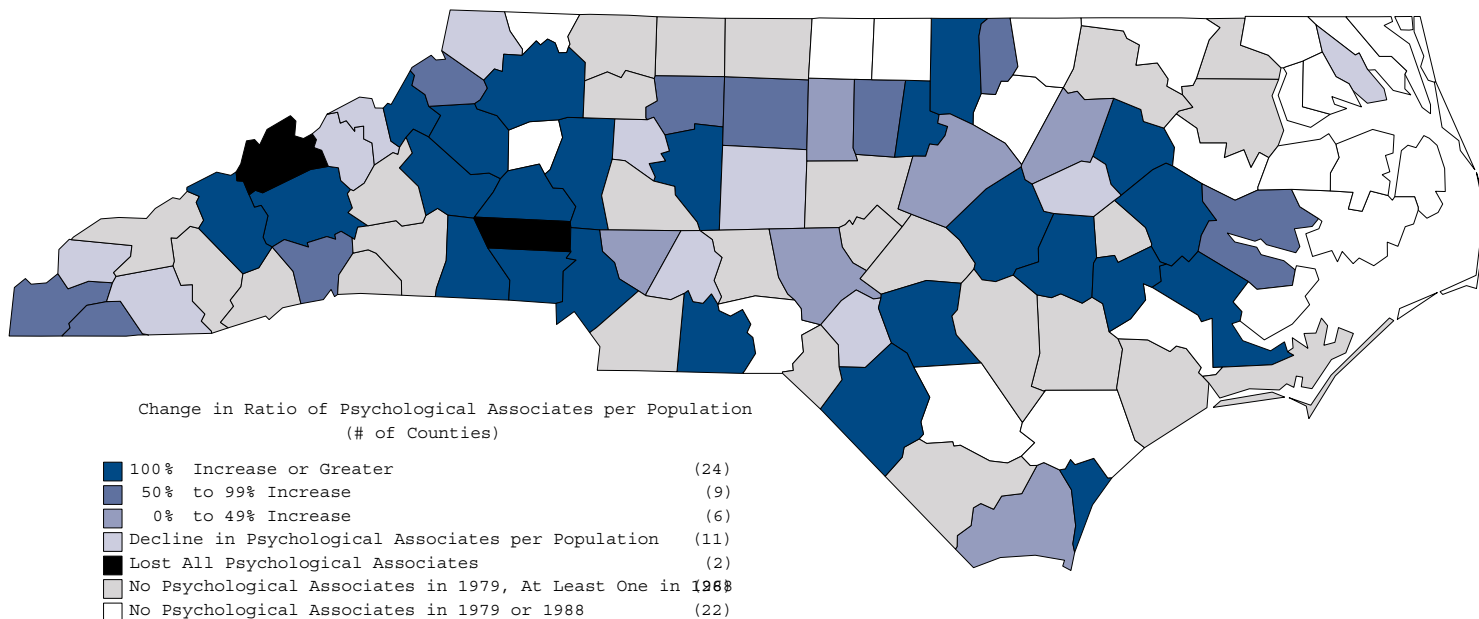 Change in Ratio of Psychological Associates per Population
(# of Counties)
100% Increase or Greater (24)
50% to 99% Increase (9)
0% to 49% Increase (6)
Decline in Psychological Associates per Population (11)
Lost All Psychological Associates (2)
No Psychological Associates in 1979, At Least One in 1988
No Psychological Associates in 1979 or 1988 (22)